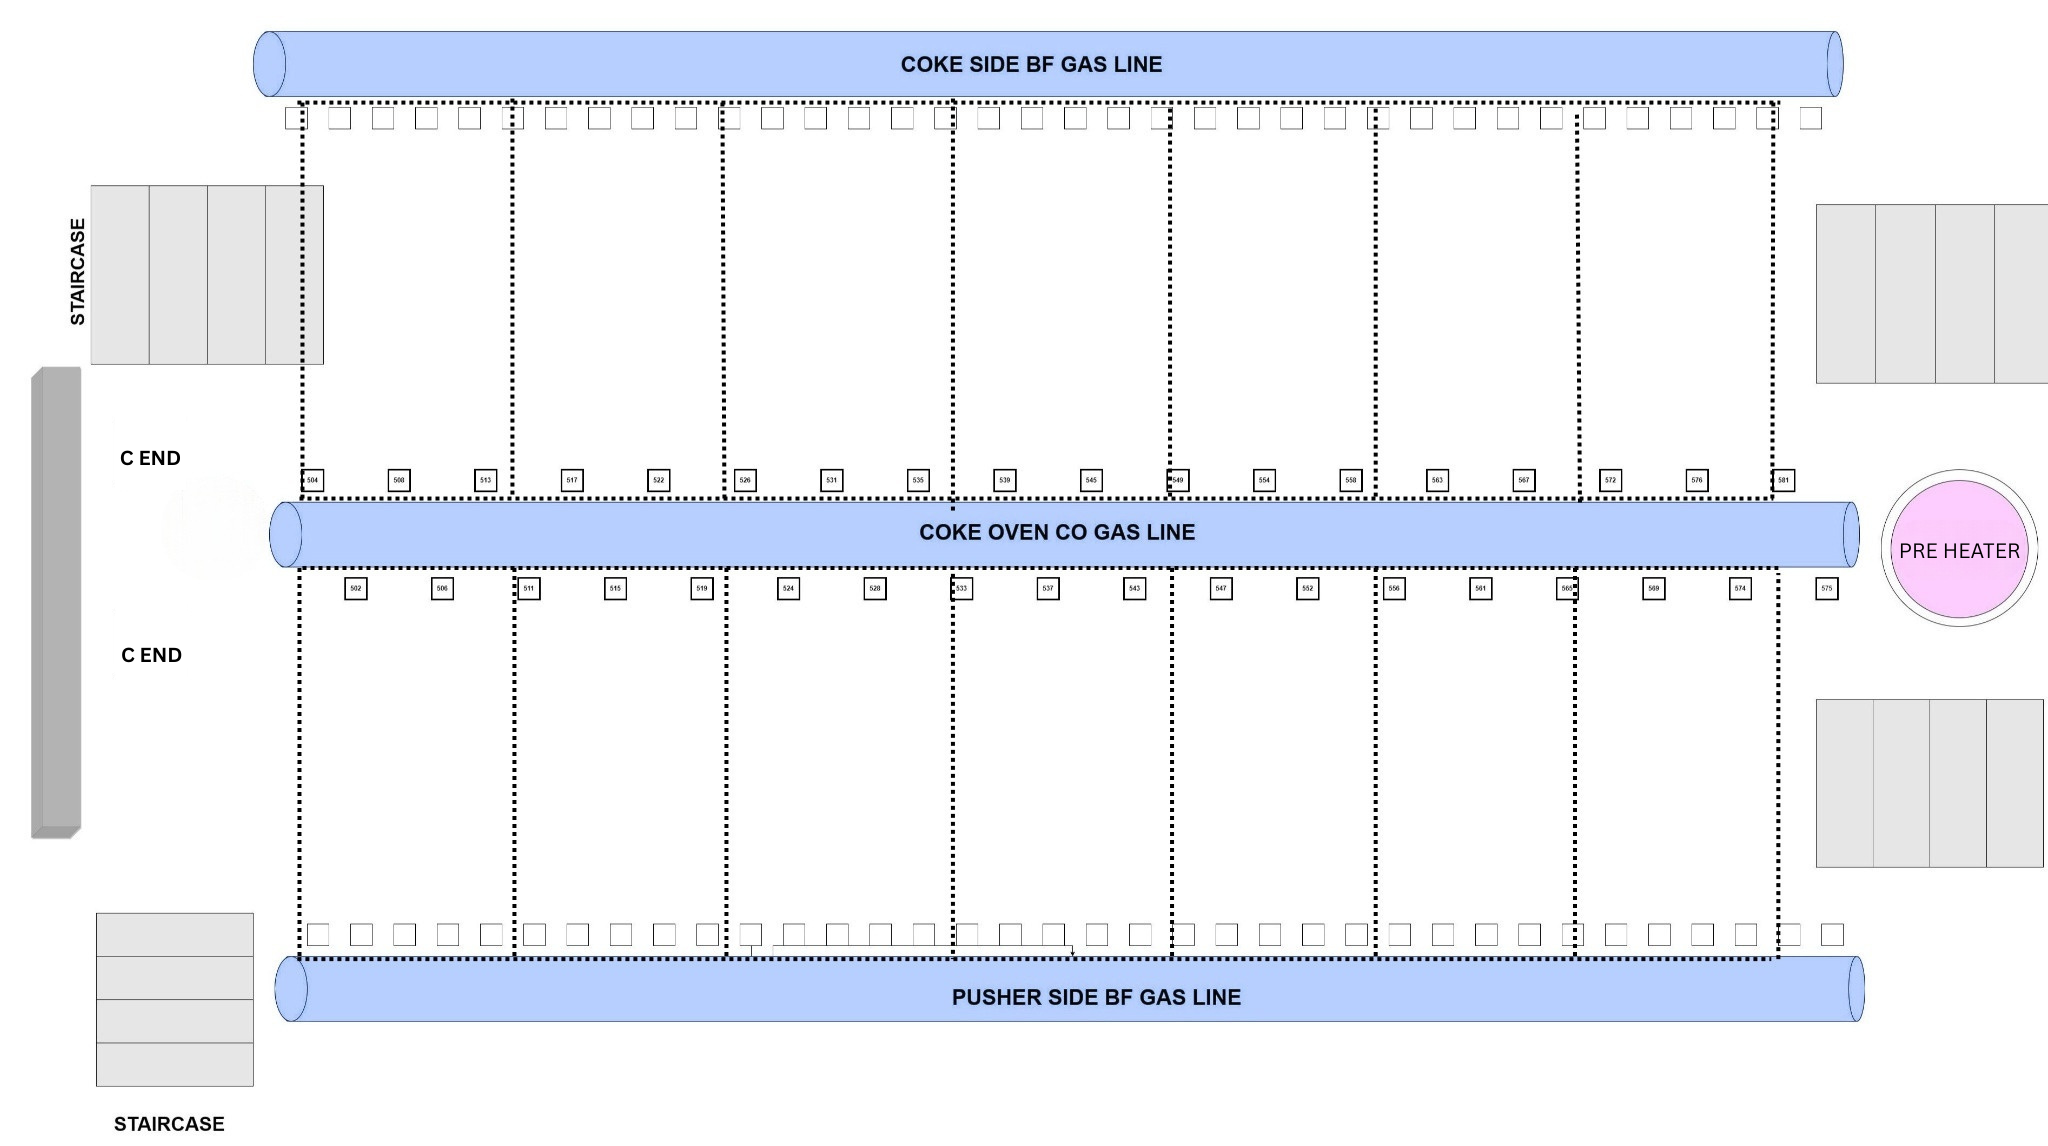 COKE SIDE BF GAS LINE
STAIRCASE
C END
504 508 513 517 522 526 531 535 539 545 549 554 558 563 567 572 576 581
COKE OVEN CO GAS LINE
PRE HEATER
502 506 511 515 519 524 528 533 537 543 547 552 556 561 565 569 574 575
C END
PUSHER SIDE BF GAS LINE
STAIRCASE